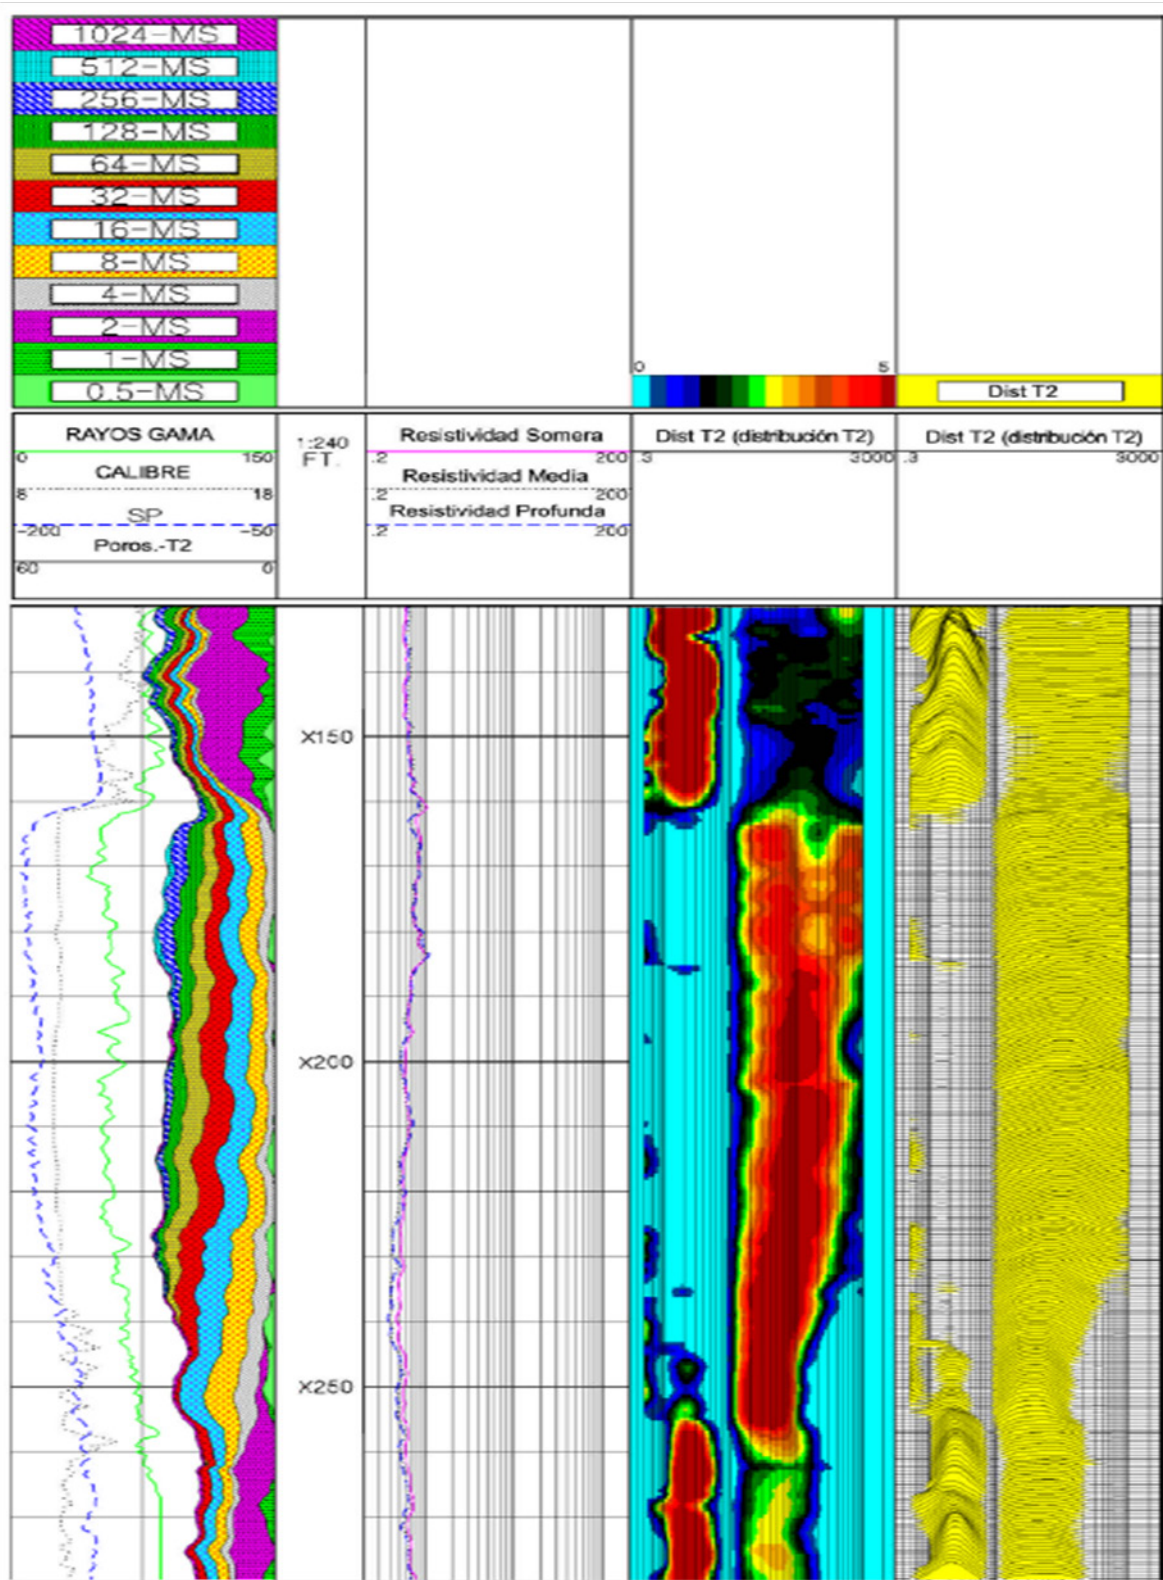 1024-MS
512-MS
256-MS
128-MS
64-MS
32-MS
16-MS
8-MS
4-MS
2-MS
1-MS
0.5-MS
0 5
Dist T2
RAYOS GAMA
0 150
CALIBRE
8 18
SP
-200 -50
Poros.-T2
60 0
1:240
FT.
Resistividad Somera
.2 200
Resistividad Media
.2 200
Resistividad Profunda
.2 200
Dist T2 (distribución T2)
.3 3000
Dist T2 (distribución T2)
.3 3000
X150
X200
X250